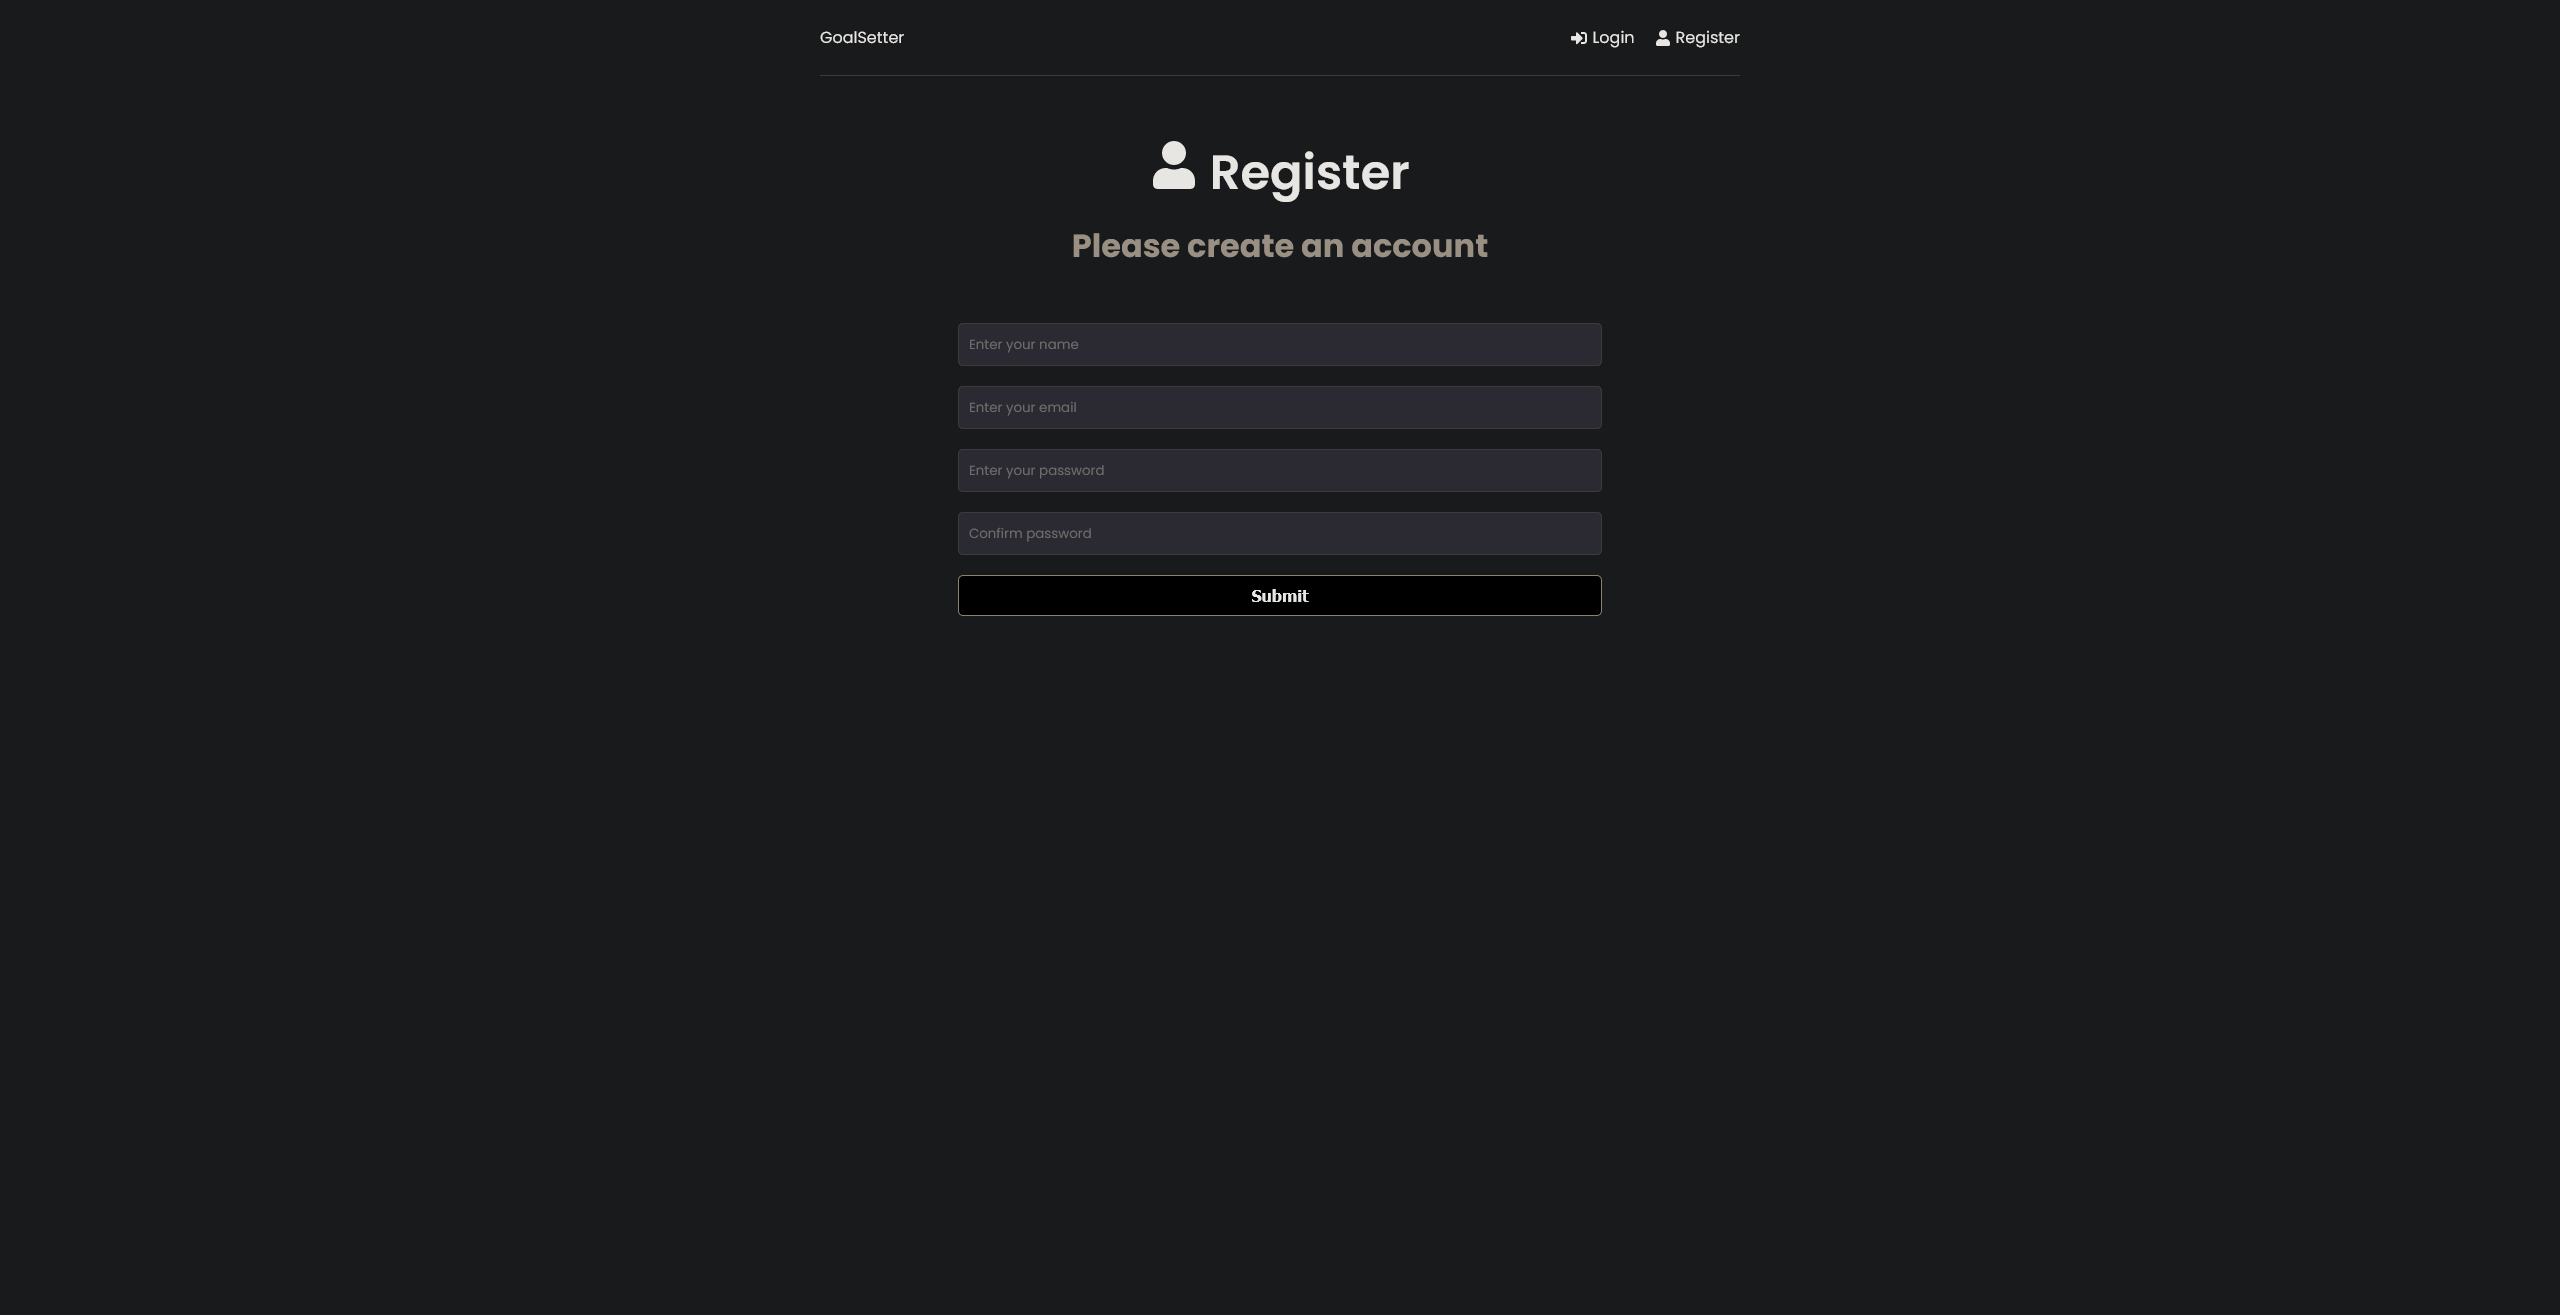 GoalSetter
Login Register
Register
Please create an account
Enter your name
Enter your email
Enter your password
Confirm password
Submit